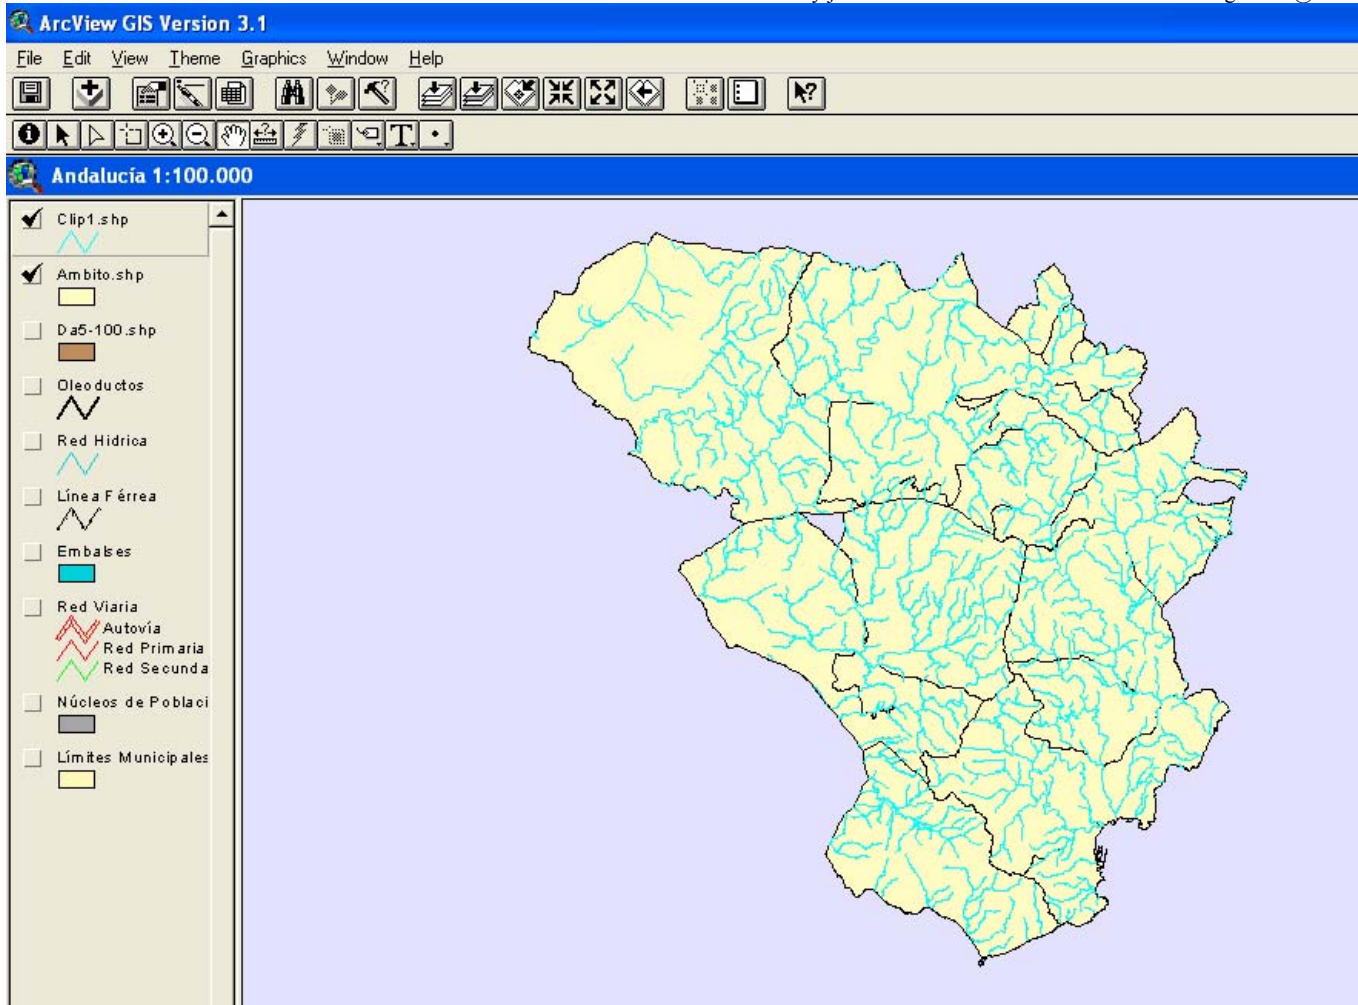 ArcView GIS Version 3.1
File Edit View Theme Graphics Window Help
Andalucía 1:100.000
Clip1.shp
Ambito.shp
Da5-100.shp
Oleoductos
Red Hídrica
Línea Férrea
Embalses
Red Viaria
Autovía
Red Primaria
Red Secunda
Núcleos de Poblaci
Límites Municipales